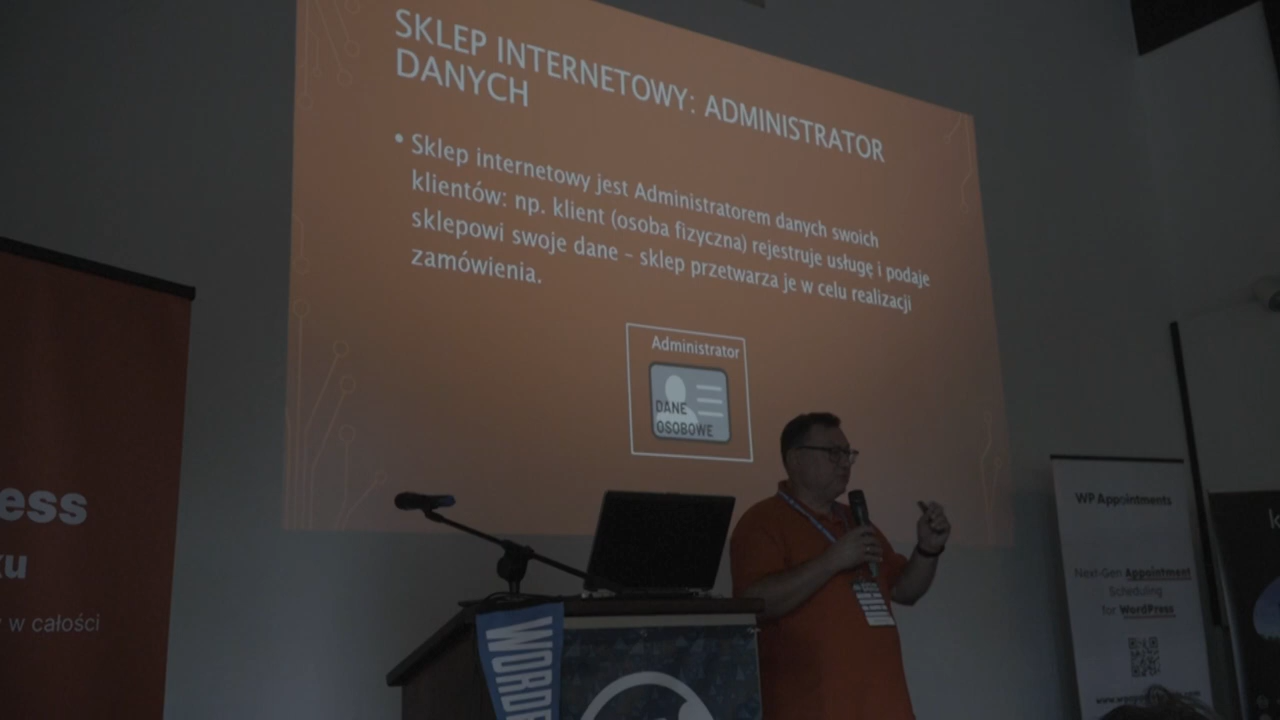 SKLEP INTERNETOWY: ADMINISTRATOR
DANYCH
• Sklep internetowy jest Administratorem danych swoich
klientów: np. klient (osoba fizyczna) rejestruje usługę i podaje
sklepowi swoje dane – sklep przetwarza je w celu realizacji
zamówienia.
Administrator
DANE
OSOBOWE
ess
ku
w całości
WORD
WP Appointments
Next-Gen Appointment
Scheduling
for WordPress